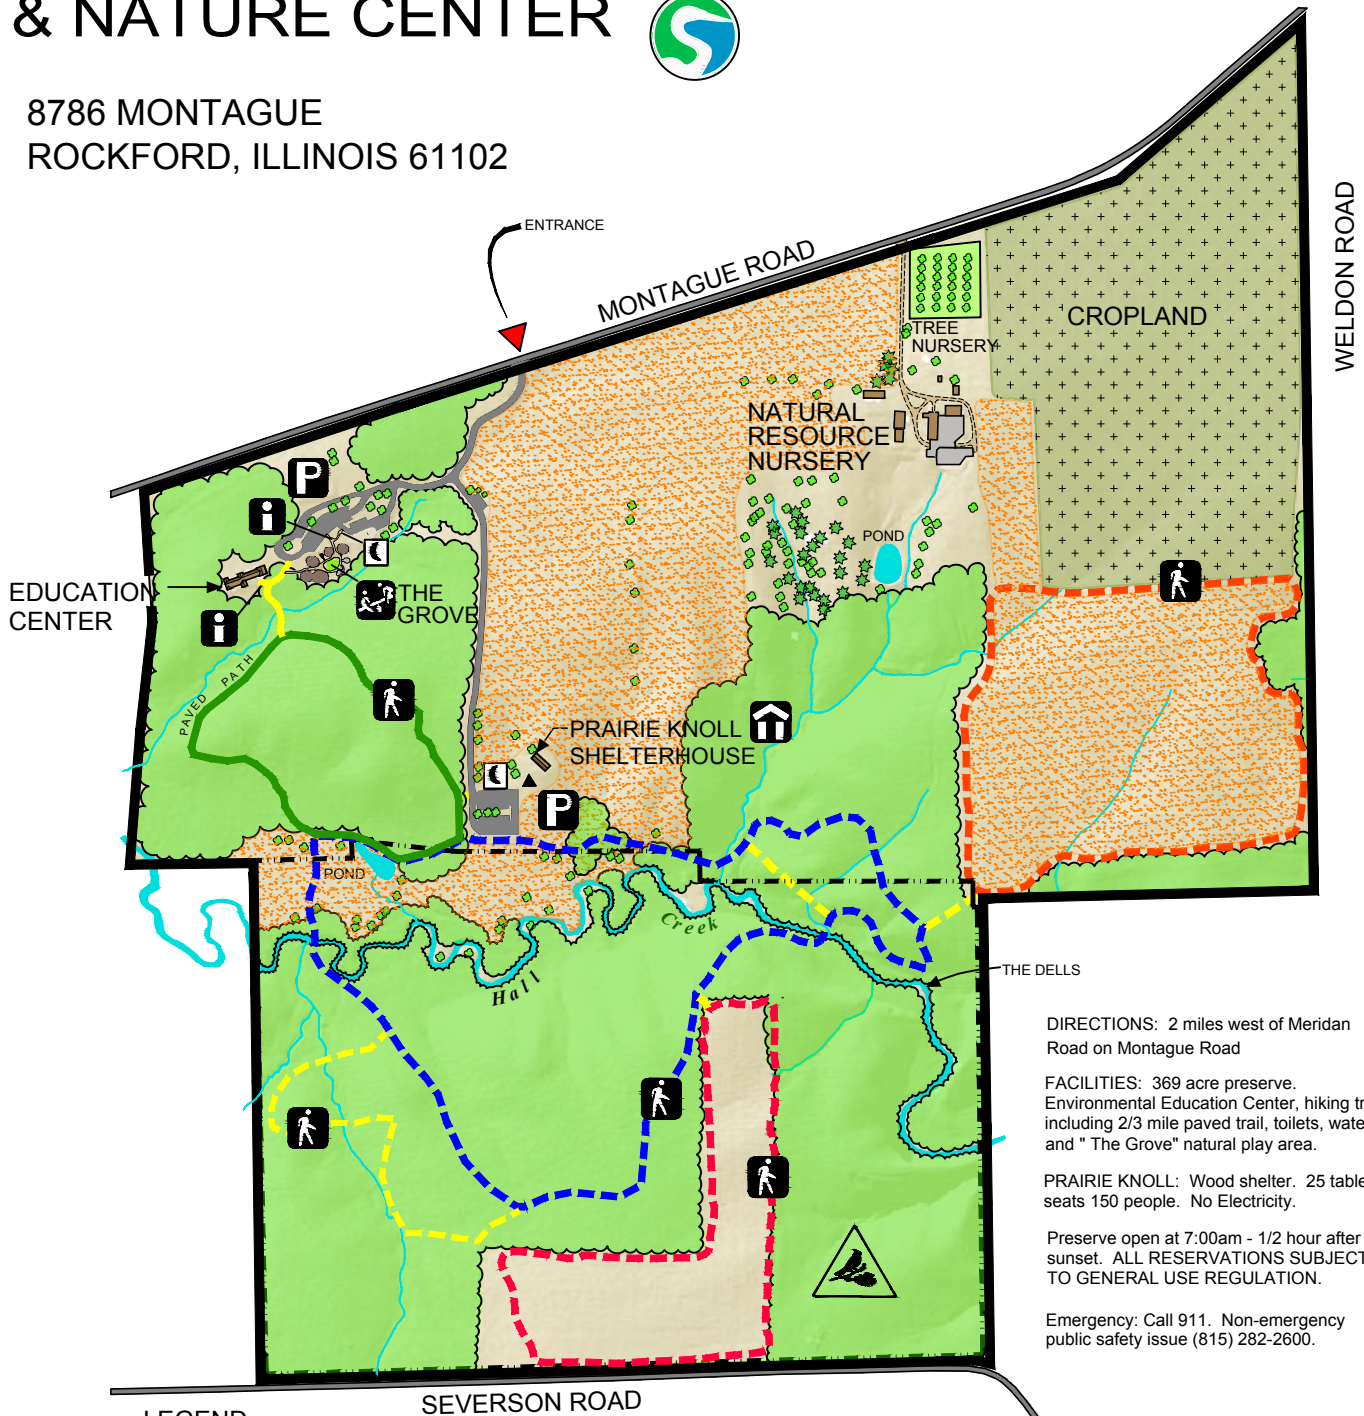 & NATURE CENTER
8786 MONTAGUE
ROCKFORD, ILLINOIS 61102
ENTRANCE
MONTAGUE ROAD
WELDON ROAD
CROPLAND
TREE
NURSERY
NATURAL
RESOURCE
NURSERY
POND
P
i
EDUCATION
CENTER
THE
GROVE
i
PAVED PATH
PRAIRIE KNOLL
SHELTERHOUSE
P
POND
Hall Creek
THE DELLS
DIRECTIONS: 2 miles west of Meridan
Road on Montague Road
FACILITIES: 369 acre preserve.
Environmental Education Center, hiking tr
including 2/3 mile paved trail, toilets, wate
and " The Grove" natural play area.
PRAIRIE KNOLL: Wood shelter. 25 table
seats 150 people. No Electricity.
Preserve open at 7:00am - 1/2 hour after
sunset. ALL RESERVATIONS SUBJECT
TO GENERAL USE REGULATION.
Emergency: Call 911. Non-emergency
public safety issue (815) 282-2600.
SEVERSON ROAD
LEGEND